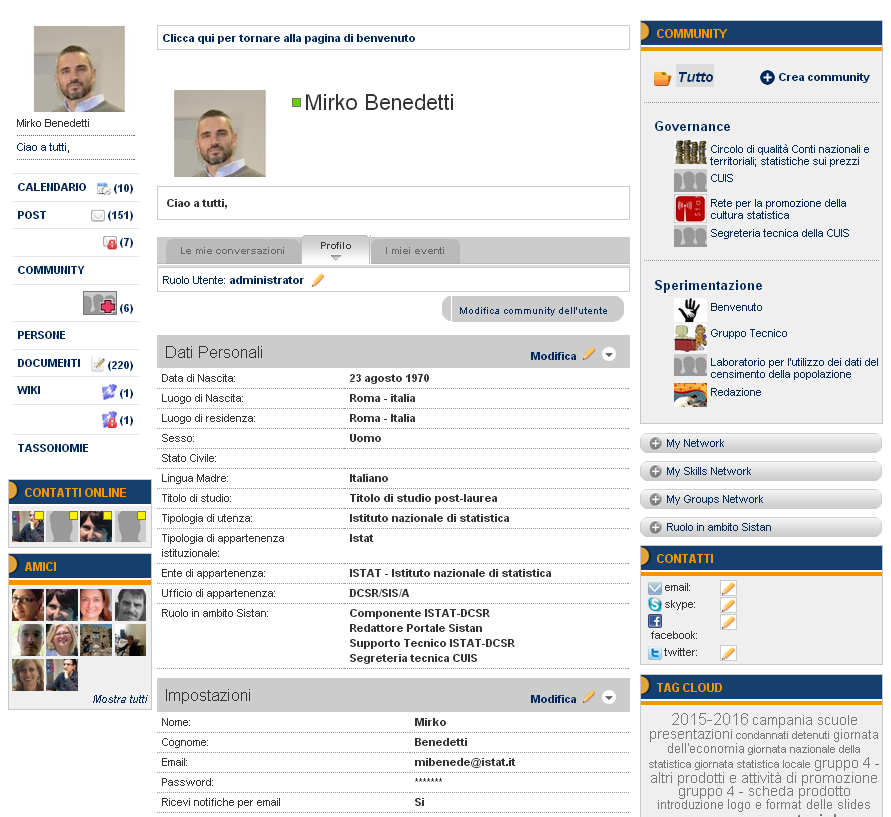 Mirko Benedetti
Ciao a tutti,
CALENDARIO (10)
POST (151)
(7)
COMMUNITY
(6)
PERSONE
DOCUMENTI (220)
WIKI (1)
(1)
TASSONOMIE
CONTATTI ONLINE
AMICI
Mostra tutti
Clicca qui per tornare alla pagina di benvenuto
Mirko Benedetti
Ciao a tutti,
Le mie conversazioni Profilo I miei eventi
Ruolo Utente: administrator
Modifica community dell'utente
Dati Personali Modifica
Data di Nascita: 23 agosto 1970
Luogo di Nascita: Roma - italia
Luogo di residenza: Roma - Italia
Sesso: Uomo
Stato Civile:
Lingua Madre: Italiano
Titolo di studio: Titolo di studio post-laurea
Tipologia di utenza: Istituto nazionale di statistica
Tipologia di appartenenza Istat
istituzionale:
Ente di appartenenza: ISTAT - Istituto nazionale di statistica
Ufficio di appartenenza: DCSR/SIS/A
Ruolo in ambito Sistan: Componente ISTAT-DCSR
Redattore Portale Sistan
Supporto Tecnico ISTAT-DCSR
Segreteria tecnica CUIS
Impostazioni Modifica
Nome: Mirko
Cognome: Benedetti
Email: mibenede@istat.it
Password: *******
Ricevi notifiche per email Si
COMMUNITY
Tutto Crea community
Governance
Circolo di qualità Conti nazionali e
territoriali; statistiche sui prezzi
CUIS
Rete per la promozione della
cultura statistica
Segreteria tecnica della CUIS
Sperimentazione
Benvenuto
Gruppo Tecnico
Laboratorio per l'utilizzo dei dati del
censimento della popolazione
Redazione
My Network
My Skills Network
My Groups Network
Ruolo in ambito Sistan
CONTATTI
email:
skype:
facebook:
twitter:
TAG CLOUD
2015-2016 campania scuole
presentazioni condannati detenuti giornata
dell'economia giornata nazionale della
statistica giornata statistica locale gruppo 4 -
altri prodotti e attività di promozione
gruppo 4 - scheda prodotto
introduzione logo e format delle slides